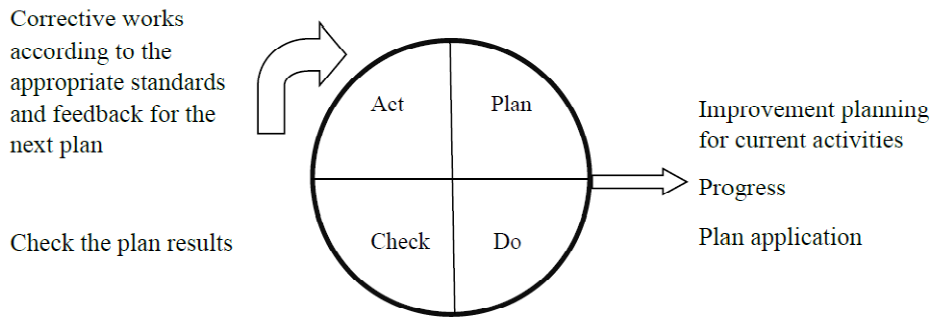 Corrective works
according to the
appropriate standards
and feedback for the
next plan
Act
Plan
Improvement planning
for current activities
Progress
Check the plan results
Check
Do
Plan application